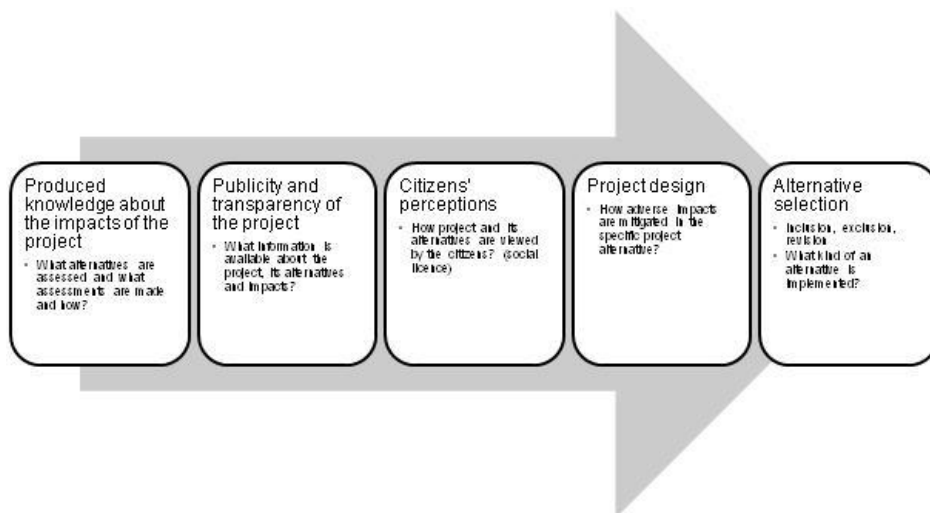 Produced
knowledge about
the impacts of the
project
• What alternatives are
assessed and what
assessments are made
and how?
Publicity and
transparency of
the project
• What information is
available about the
project, its alternatives
and impacts?
Citizens'
perceptions
• How project and its
alternatives are viewed
by the citizens? (social
licence)
Project design
• How adverse impacts
are mitigated in the
specific project
alternative?
Alternative
selection
• Inclusion, exclusion,
revision
• What kind of an
alternative is
implemented?